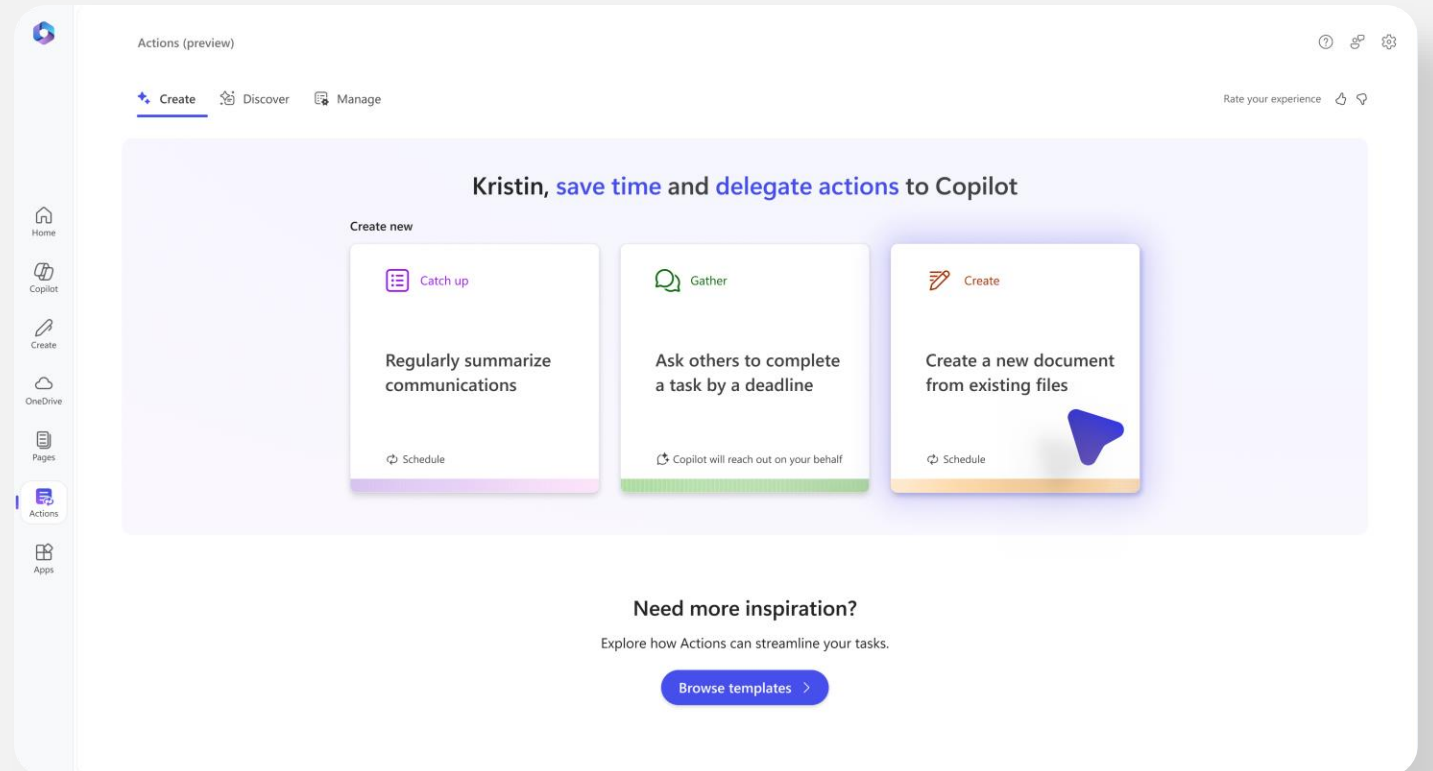 Actions (preview)
Create
Discover
Manage
Rate your experience
Home
Copilot
Create
OneDrive
Pages
Actions
Apps
Kristin, save time and delegate actions to Copilot
Create new
Catch up
Regularly summarize
communications
Schedule
Gather
Ask others to complete
a task by a deadline
Copilot will reach out on your behalf
Create
Create a new document
from existing files
Schedule
Need more inspiration?
Explore how Actions can streamline your tasks.
Browse templates